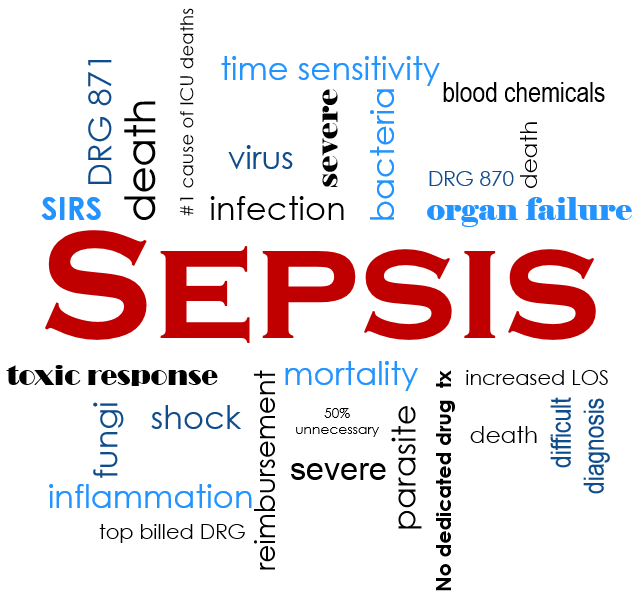 time sensitivity
DRG 871
death
#1 cause of ICU deaths
severe
bacteria
blood chemicals
virus
death
DRG 870
SIRS
infection
organ failure
SEPSIS
toxic response
mortality
increased LOS
reimbursement
No dedicated drug tx
fungi
shock
50%
unnecessary
parasite
death
difficult
diagnosis
severe
inflammation
top billed DRG